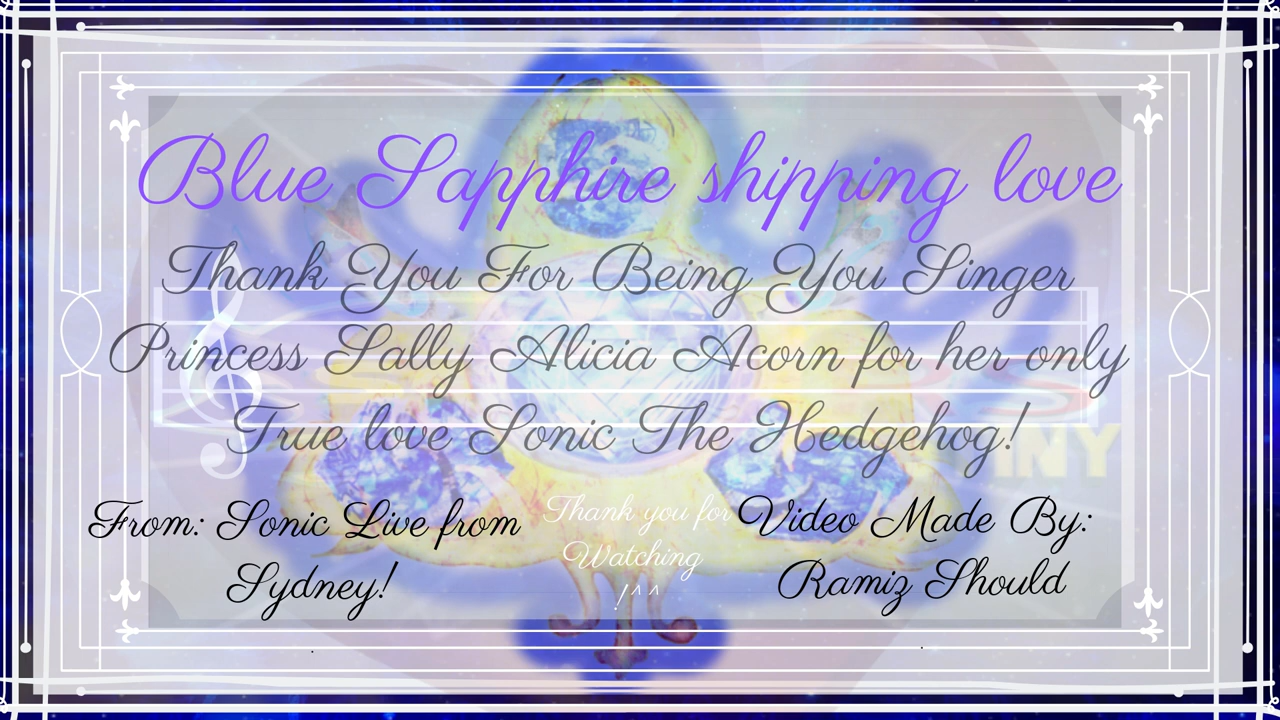 Blue Sapphire shipping love
Thank You For Being You Singer
Princess Sally Alicia Acorn for her only
True love Sonic The Hedgehog!
From: Sonic Live from
Sydney!
Thank you for
Watching
!^^
Video Made By:
Ramiz Should